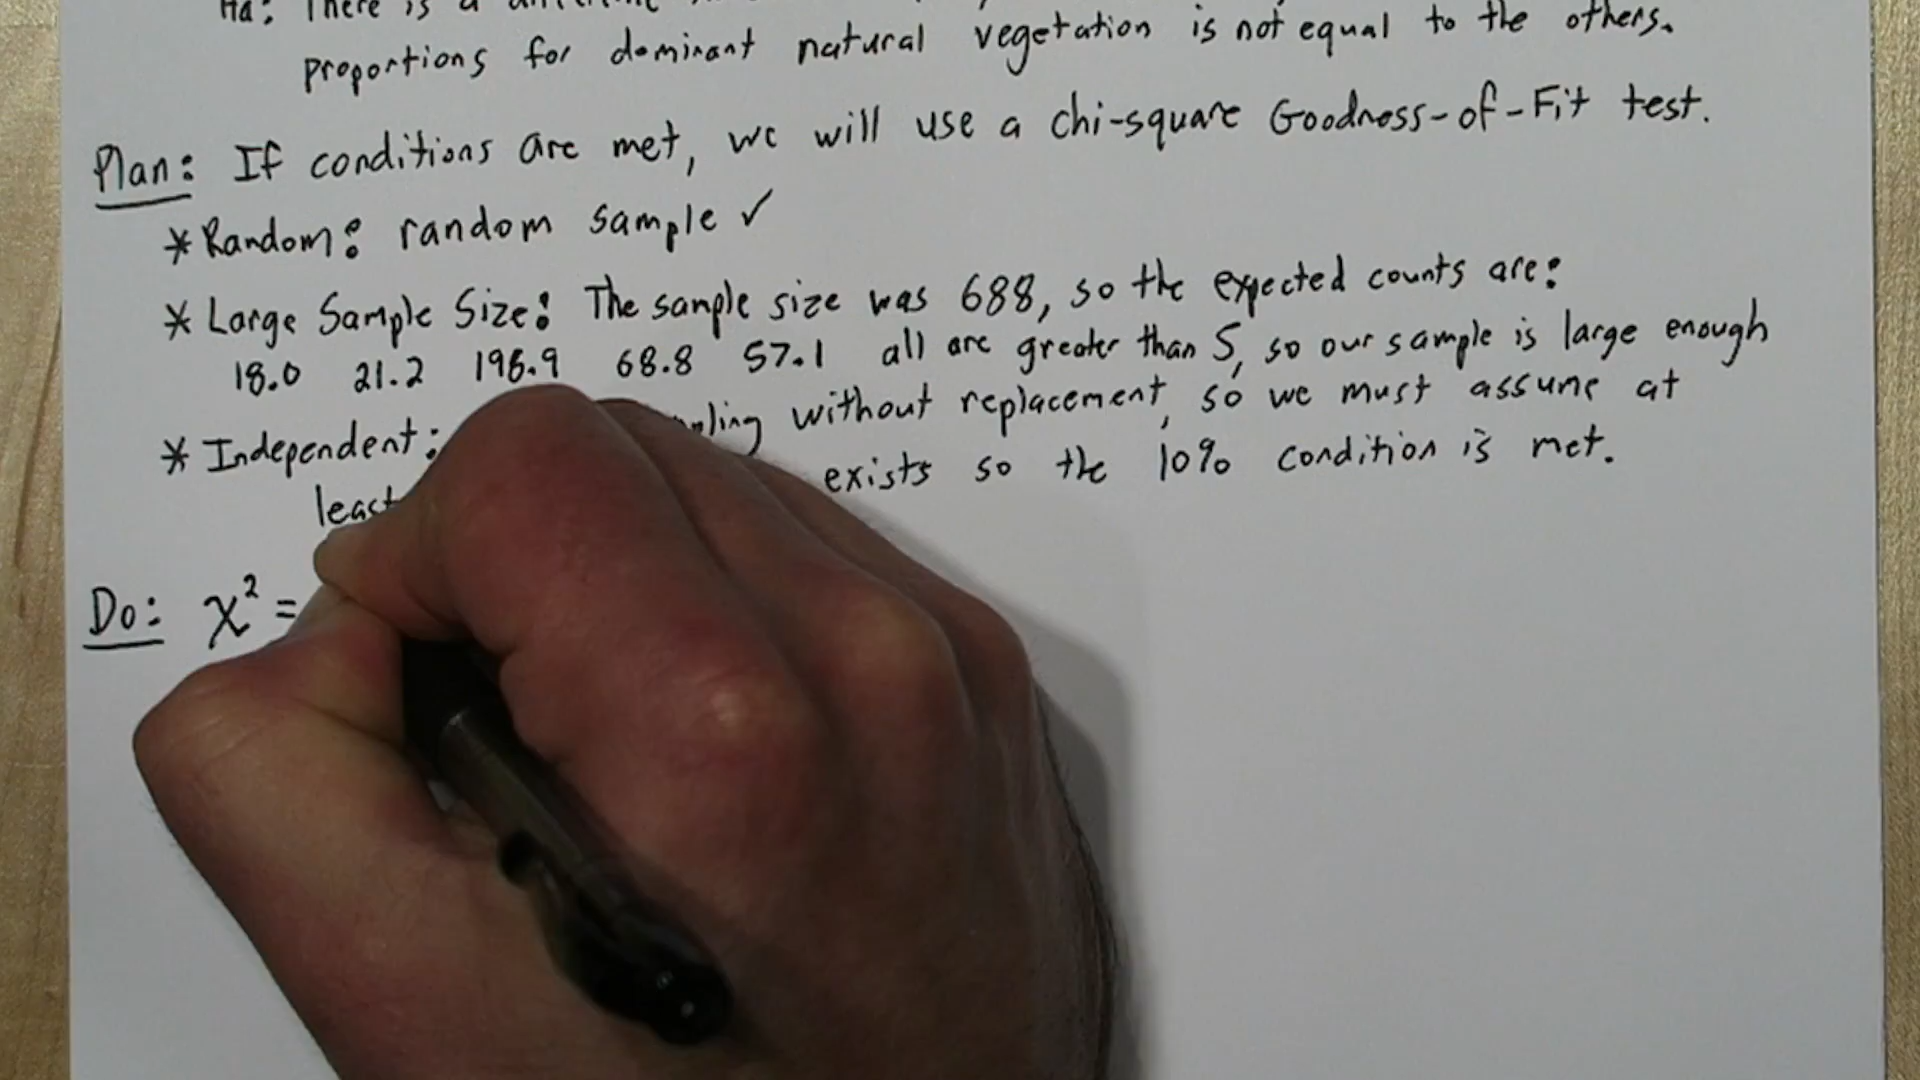 Ha: There is a
proportions for dominant natural vegetation is not equal to the others.
Plan: If conditions are met, we will use a chi-square Goodness-of-Fit test.
* Random: random sample ✓
* Large Sample Size: The sample size was 688, so the expected counts are:
18.0 21.2 196.9 68.8 57.1 all are greater than 5, so our sample is large enough
* Independent: without replacement, so we must assume at
least exists so the 10% condition is met.
Do: χ² =